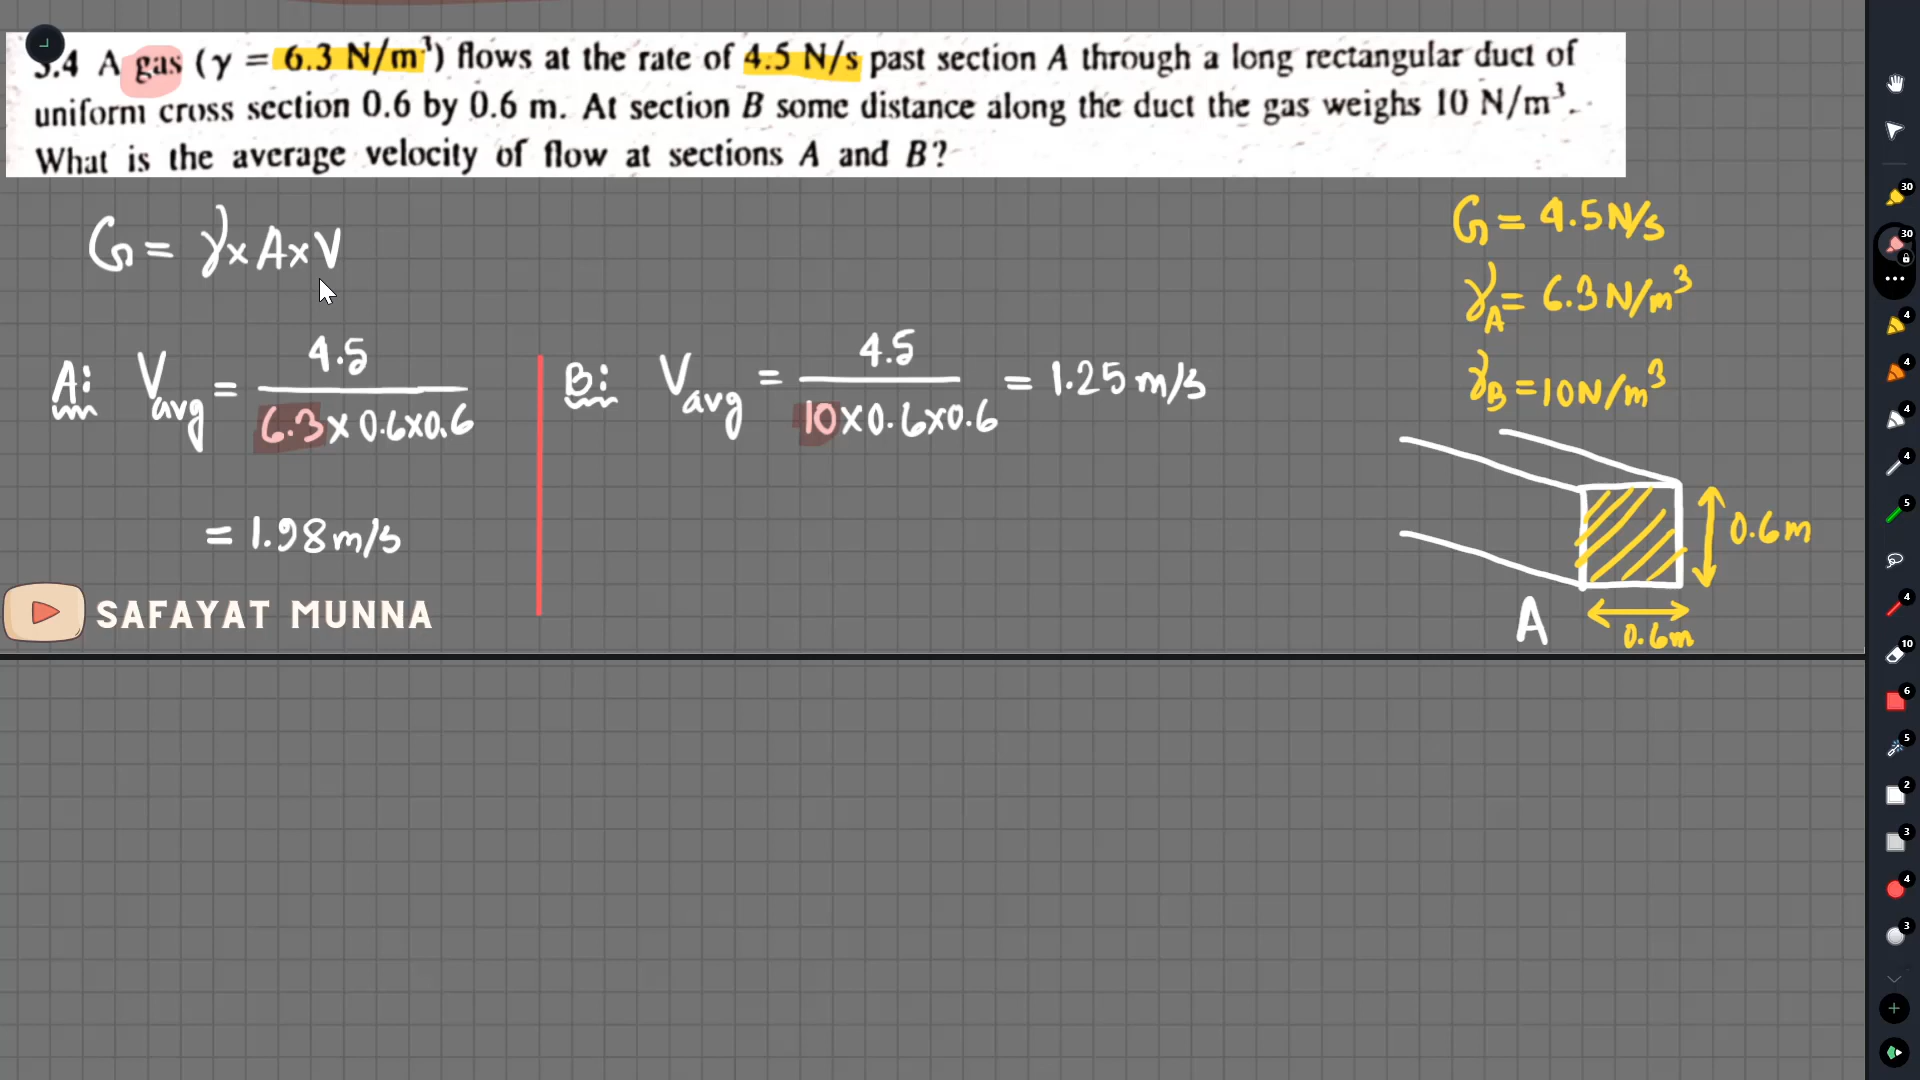 3.4 A gas (γ = 6.3 N/m³) flows at the rate of 4.5 N/s past section A through a long rectangular duct of
uniform cross section 0.6 by 0.6 m. At section B some distance along the duct the gas weighs 10 N/m³.
What is the average velocity of flow at sections A and B?
G = γ × A × V
G = 4.5 N/s
γA = 6.3 N/m³
γB = 10 N/m³
A: Vavg = 4.5 / 6.3 × 0.6 × 0.6
= 1.98 m/s
B: Vavg = 4.5 / 10 × 0.6 × 0.6 = 1.25 m/s
0.6 m
0.6 m
A
SAFAYAT MUNNA
30
30
4
4
4
4
5
4
10
6
5
2
3
4
3